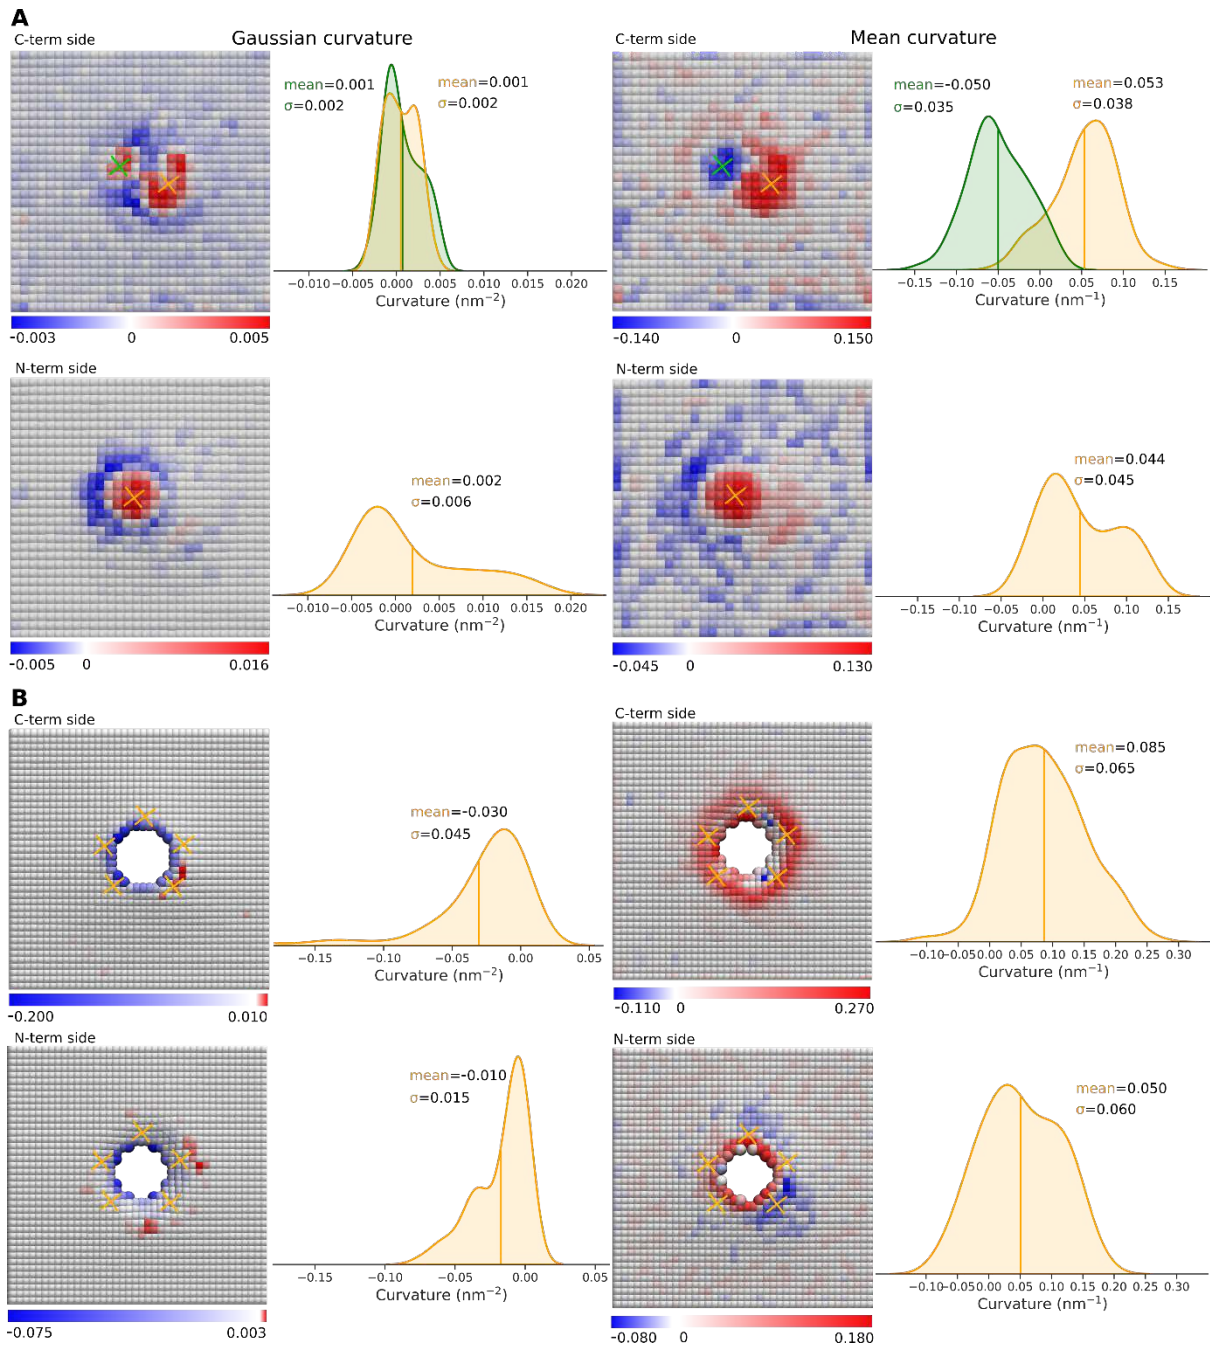 A
Gaussian curvature
Mean curvature
C-term side
mean=0.001
σ=0.002
mean=0.001
σ=0.002
−0.010 −0.005 0.000 0.005 0.010 0.015 0.020
Curvature (nm⁻²)
-0.003 0 0.005
C-term side
mean=-0.050
σ=0.035
mean=0.053
σ=0.038
−0.15 −0.10 −0.05 0.00 0.05 0.10 0.15
Curvature (nm⁻¹)
-0.140 0 0.150
N-term side
mean=0.002
σ=0.006
−0.010 −0.005 0.000 0.005 0.010 0.015 0.020
Curvature (nm⁻²)
-0.005 0 0.016
N-term side
mean=0.044
σ=0.045
−0.15 −0.10 −0.05 0.00 0.05 0.10 0.15
Curvature (nm⁻¹)
-0.045 0 0.130
B
C-term side
mean=-0.030
σ=0.045
−0.15 −0.10 −0.05 0.00 0.05
Curvature (nm⁻²)
-0.200 0.010
C-term side
mean=0.085
σ=0.065
−0.10 −0.05 0.00 0.05 0.10 0.15 0.20 0.25 0.30
Curvature (nm⁻¹)
-0.110 0 0.270
N-term side
mean=-0.010
σ=0.015
−0.15 −0.10 −0.05 0.00 0.05
Curvature (nm⁻²)
-0.075 0.003
N-term side
mean=0.050
σ=0.060
−0.10 −0.05 0.00 0.05 0.10 0.15 0.20 0.25 0.30
Curvature (nm⁻¹)
-0.080 0 0.180